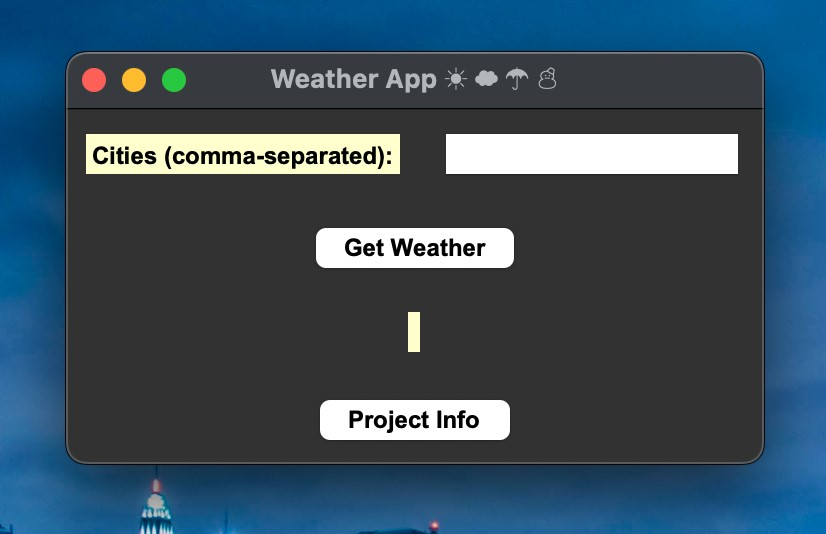 Weather App ☀ ☁ ☂ ☃
Cities (comma-separated):
Get Weather
Project Info